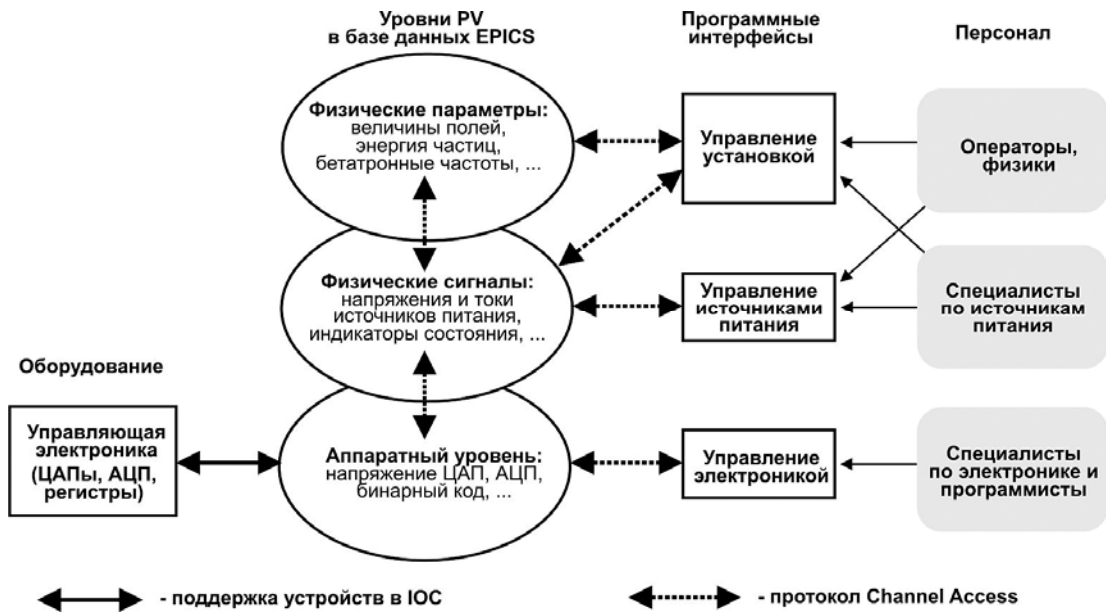 Уровни PV
в базе данных EPICS
Программные
интерфейсы
Персонал
Физические параметры:
величины полей,
энергия частиц,
бетатронные частоты, ...
Управление
установкой
Операторы,
физики
Физические сигналы:
напряжения и токи
источников питания,
индикаторы состояния, ...
Управление
источниками
питания
Специалисты
по источникам
питания
Оборудование
Управляющая
электроника
(ЦАПы, АЦП,
регистры)
Аппаратный уровень:
напряжение ЦАП, АЦП,
бинарный код, ...
Управление
электроникой
Специалисты
по электронике и
программисты
- поддержка устройств в IOC
- протокол Channel Access